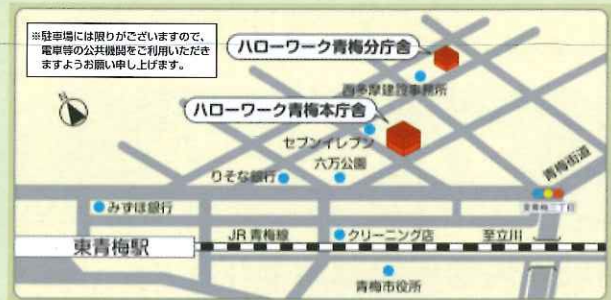 ※駐車場には限りがございますので、
電車等の公共機関をご利用いただき
ますようお願い申し上げます。
ハローワーク青梅分庁舎
西多摩建設事務所
ハローワーク青梅本庁舎
N
セブンイレブン
六万公園
りそな銀行
青梅街道
みずほ銀行
東青梅駅
JR 青梅線
クリーニング店
至立川
青梅市役所